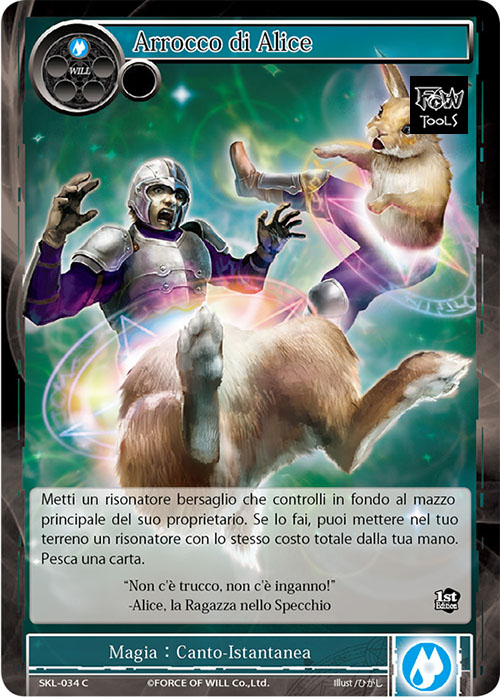 Arrocco di Alice
WILL
FOW
TOOLS
Metti un risonatore bersaglio che controlli in fondo al mazzo
principale del suo proprietario. Se lo fai, puoi mettere nel tuo
terreno un risonatore con lo stesso costo totale dalla tua mano.
Pesca una carta.
“Non c'è trucco, non c'è inganno!”
-Alice, la Ragazza nello Specchio
1st
Edition
Magia : Canto-Istantanea
SKL-034 C ©FORCE OF WILL Co.,Ltd. Illust /ひがし